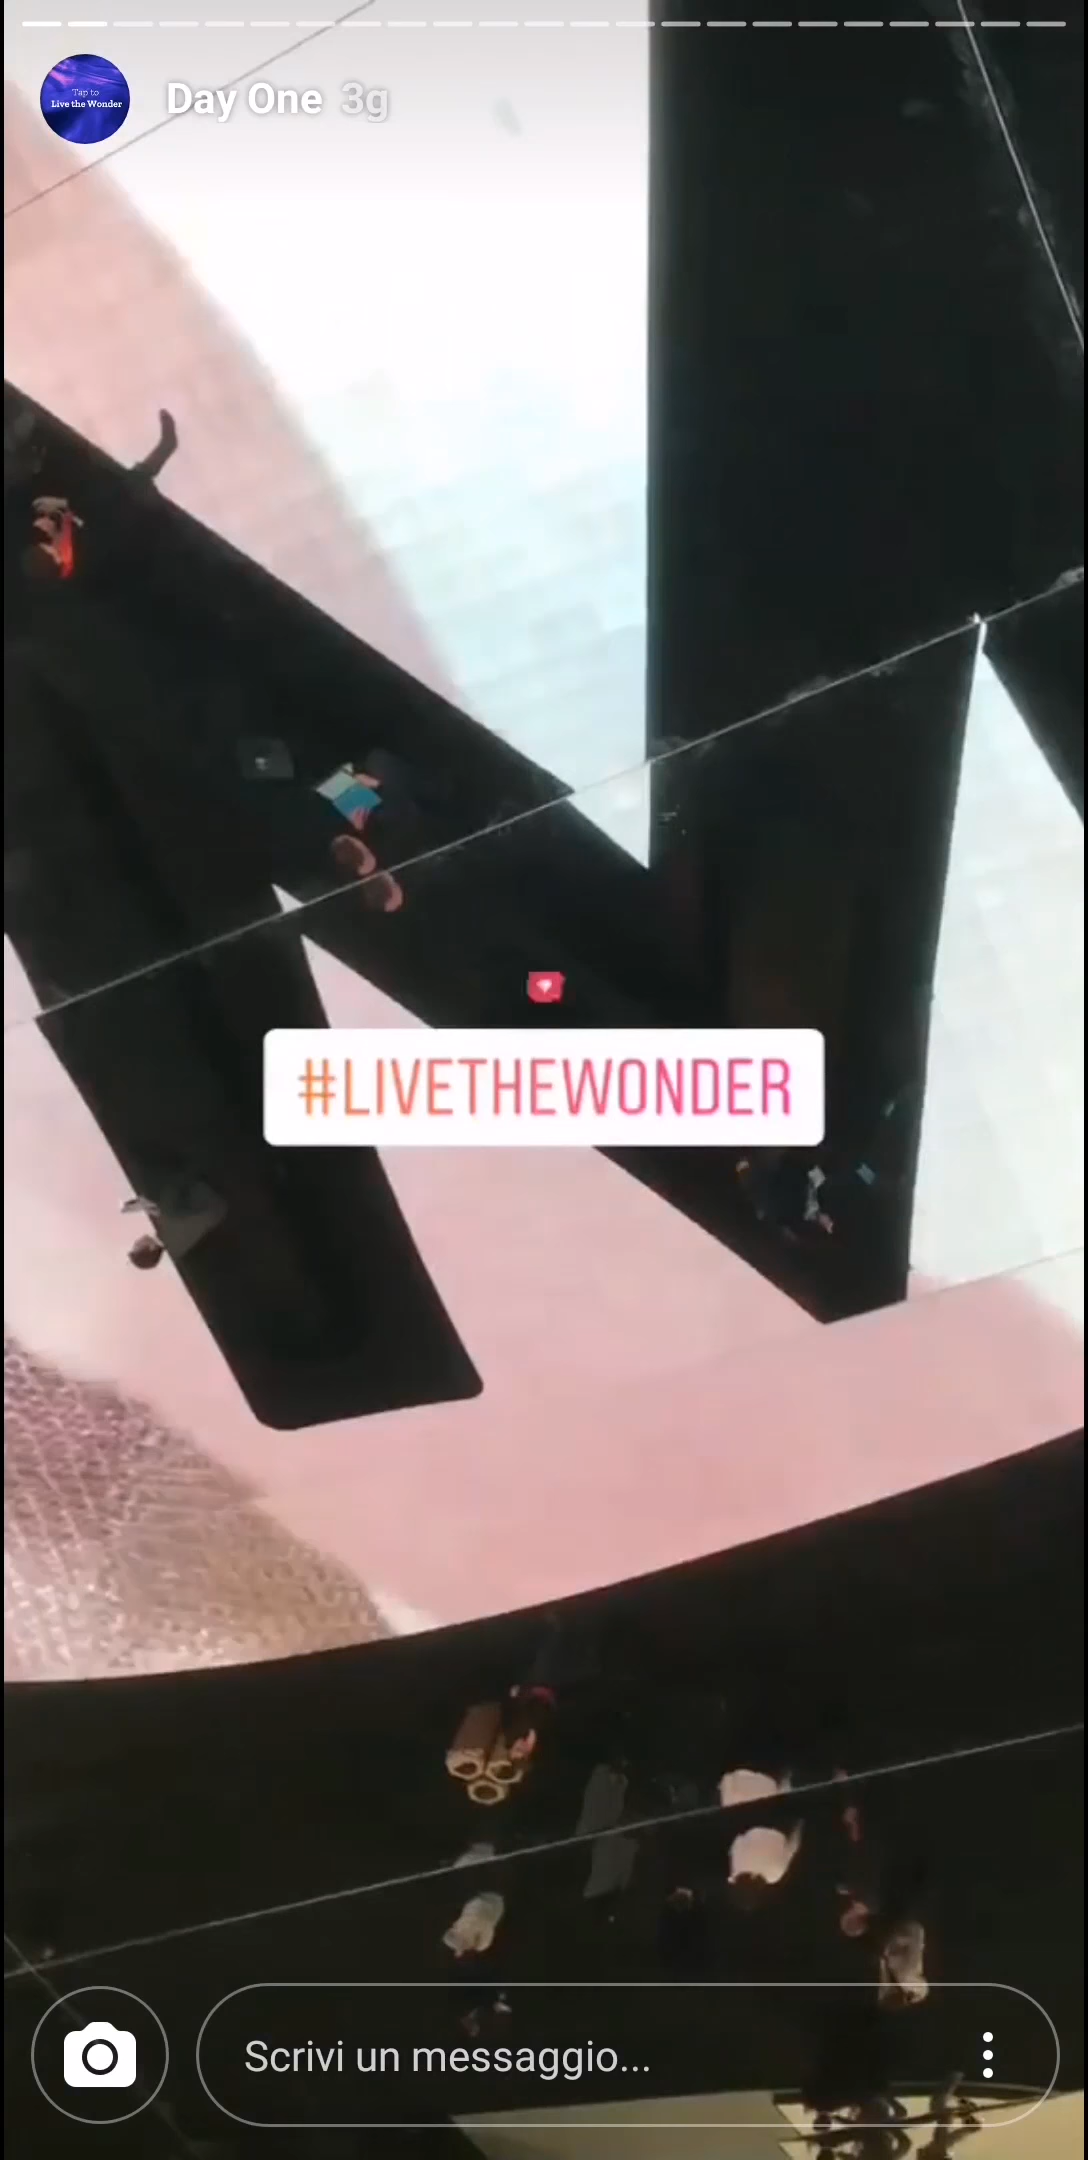 Tap to
Live the Wonder
Day One 3g
#LIVETHEWONDER
Scrivi un messaggio...